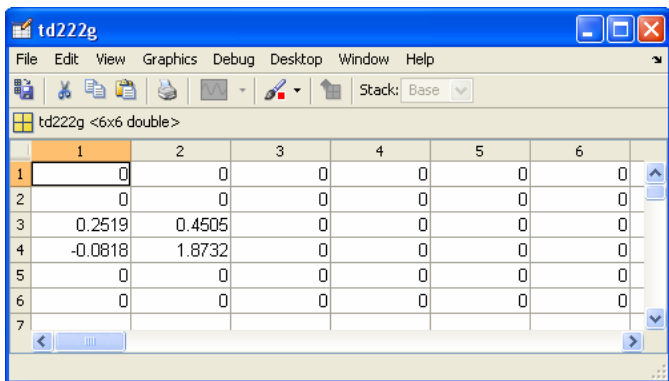 td222g
File Edit View Graphics Debug Desktop Window Help
Stack: Base
td222g <6x6 double>
1 2 3 4 5 6
1 0 0 0 0 0 0
2 0 0 0 0 0 0
3 0.2519 0.4505 0 0 0 0
4 -0.0818 1.8732 0 0 0 0
5 0 0 0 0 0 0
6 0 0 0 0 0 0
7